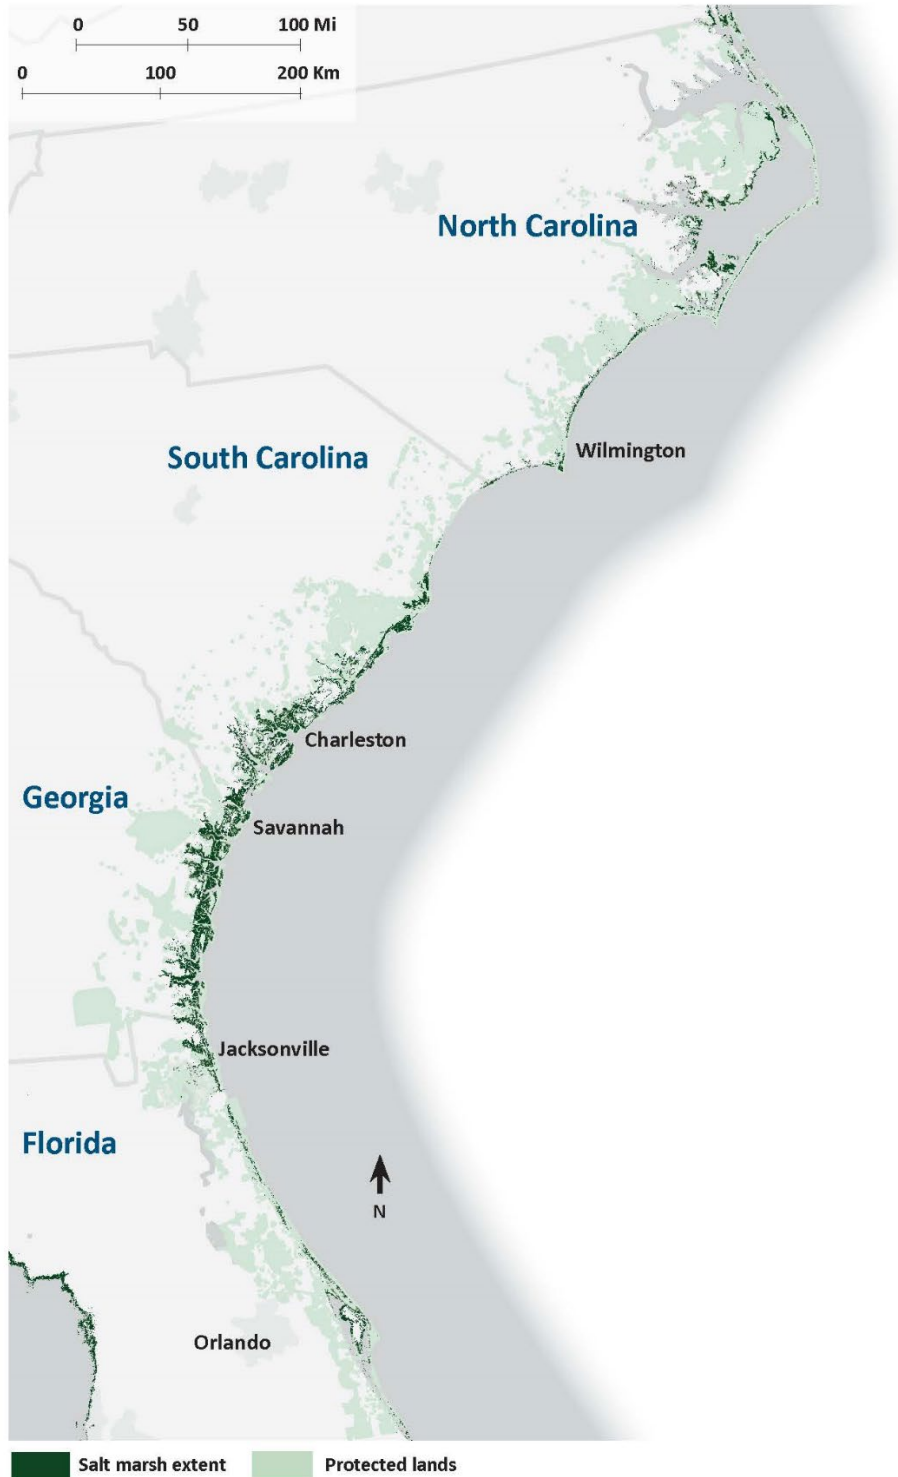 0 50 100 Mi
0 100 200 Km
North Carolina
South Carolina
Wilmington
Charleston
Georgia
Savannah
Jacksonville
Florida
N
Orlando
Salt marsh extent Protected lands